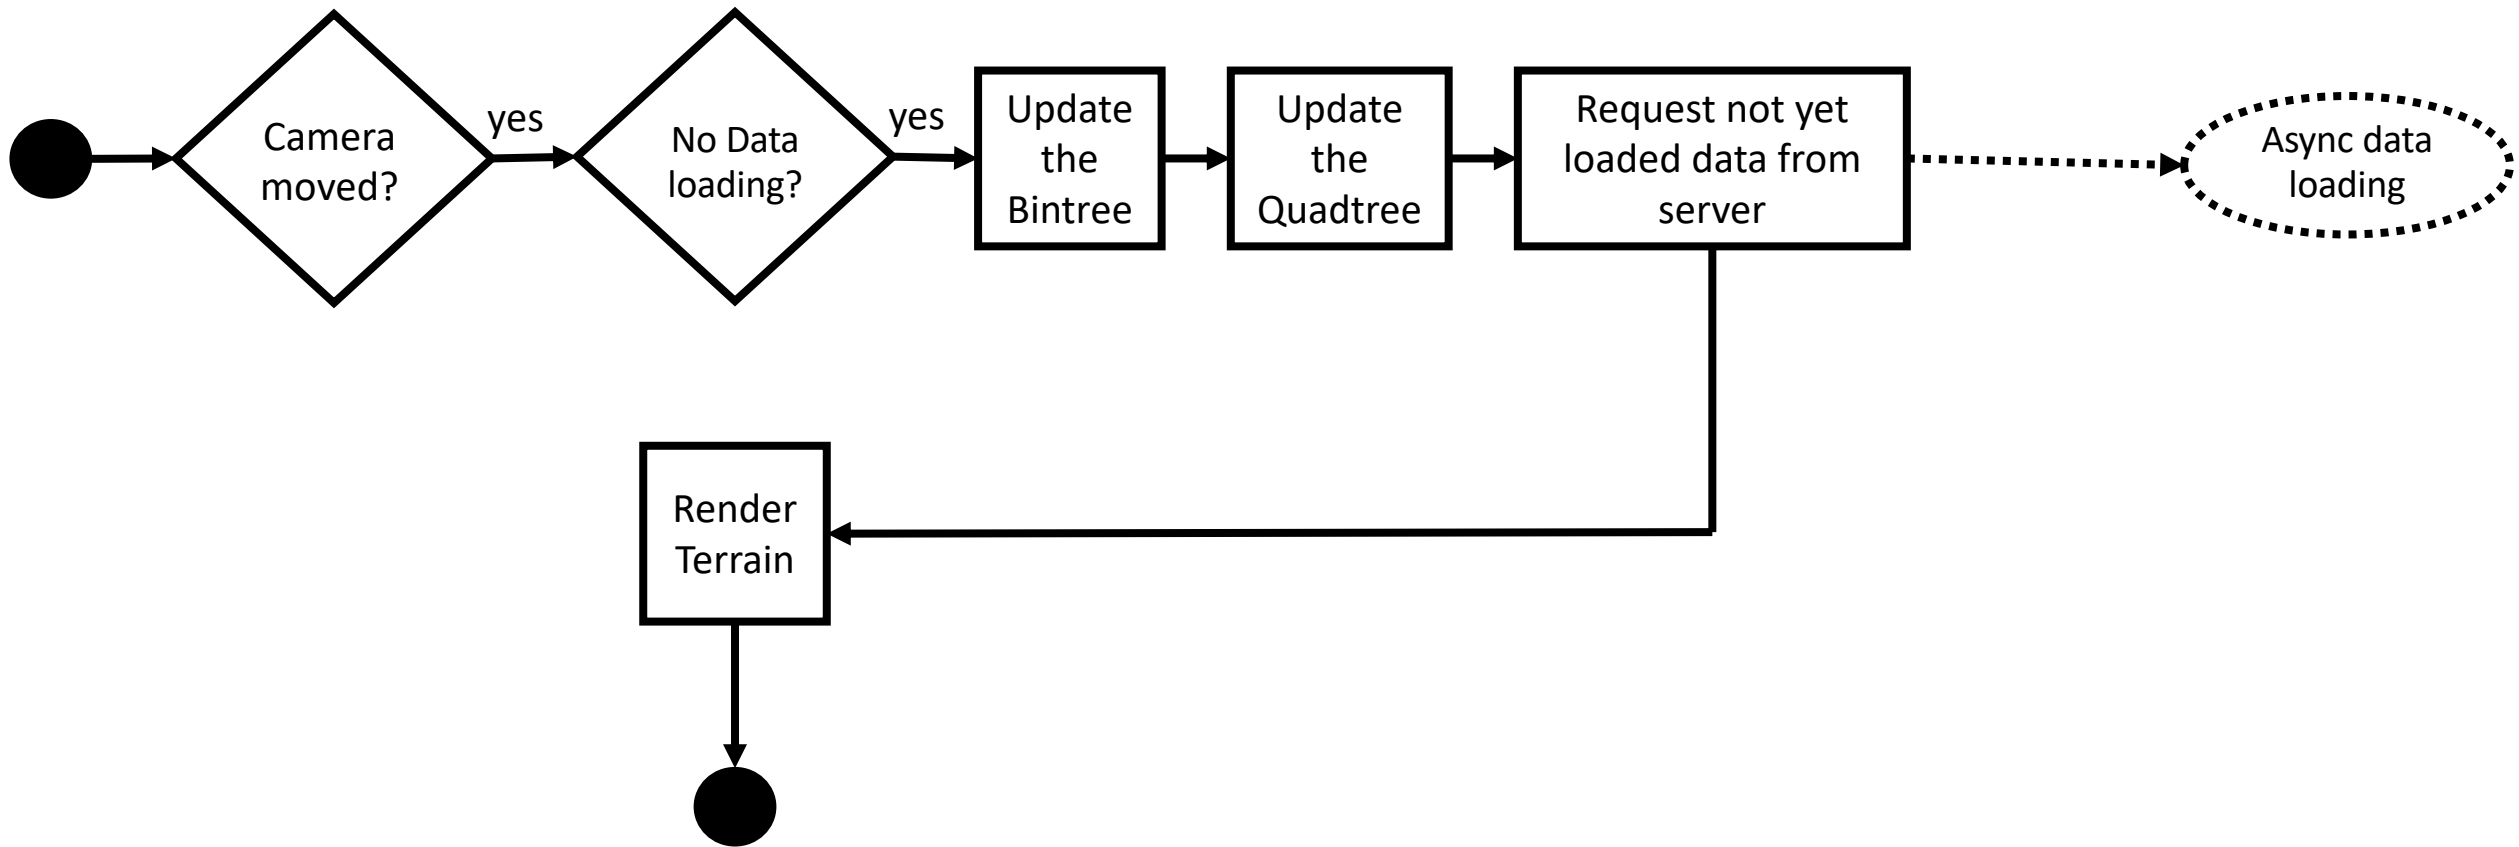 Camera
moved?
yes
No Data
loading?
yes
Update
the
Bintree
Update
the
Quadtree
Request not yet
loaded data from
server
Async data
loading
Render
Terrain